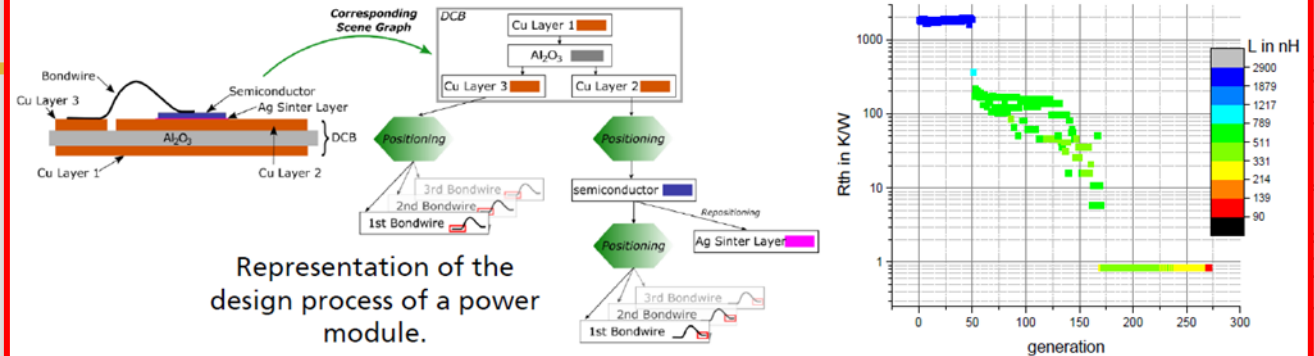 Corresponding
Scene Graph
Bondwire
Semiconductor
Ag Sinter Layer
Cu Layer 3
Al₂O₃
DCB
Cu Layer 1
Cu Layer 2
DCB
Cu Layer 1
Al₂O₃
Cu Layer 3
Cu Layer 2
Positioning
Positioning
3rd Bondwire
2nd Bondwire
1st Bondwire
semiconductor
Repositioning
Positioning
Ag Sinter Layer
3rd Bondwire
2nd Bondwire
1st Bondwire
Representation of the
design process of a power
module.
Rth in K/W
1000
100
10
1
0
50
100
150
200
250
300
generation
L in nH
2900
1879
1217
789
511
331
214
139
90